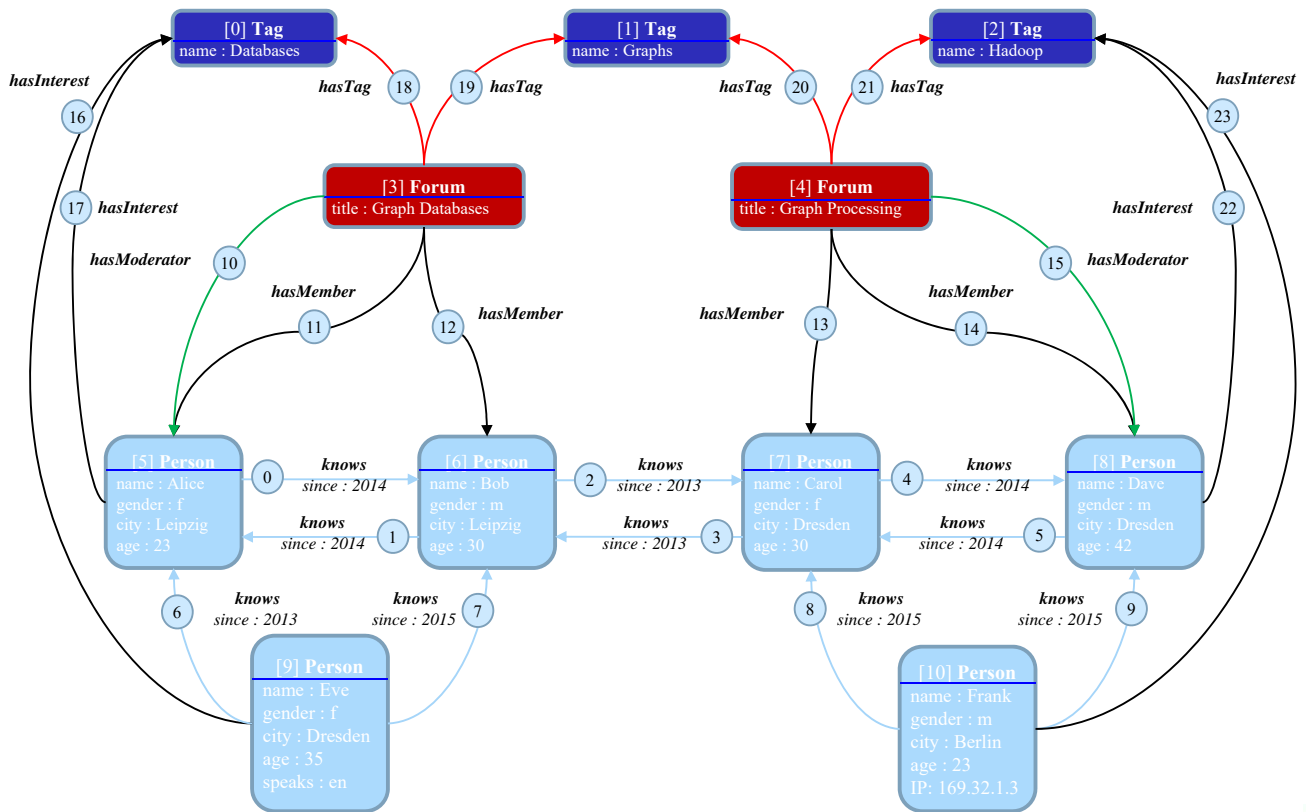 [0] Tag
name : Databases
[1] Tag
name : Graphs
[2] Tag
name : Hadoop
hasInterest
16
hasTag
18
19
hasTag
hasTag
20
21
hasTag
hasInterest
23
[3] Forum
title : Graph Databases
[4] Forum
title : Graph Processing
17
hasInterest
hasInterest
22
hasModerator
10
15
hasModerator
hasMember
11
12
hasMember
hasMember
13
hasMember
14
[5] Person
name : Alice
gender : f
city : Leipzig
age : 23
0
knows
since : 2014
knows
since : 2014
1
[6] Person
name : Bob
gender : m
city : Leipzig
age : 30
2
knows
since : 2013
knows
since : 2013
3
[7] Person
name : Carol
gender : f
city : Dresden
age : 30
4
knows
since : 2014
knows
since : 2014
5
[8] Person
name : Dave
gender : m
city : Dresden
age : 42
6
knows
since : 2013
knows
since : 2015
7
8
knows
since : 2015
knows
since : 2015
9
[9] Person
name : Eve
gender : f
city : Dresden
age : 35
speaks : en
[10] Person
name : Frank
gender : m
city : Berlin
age : 23
IP: 169.32.1.3